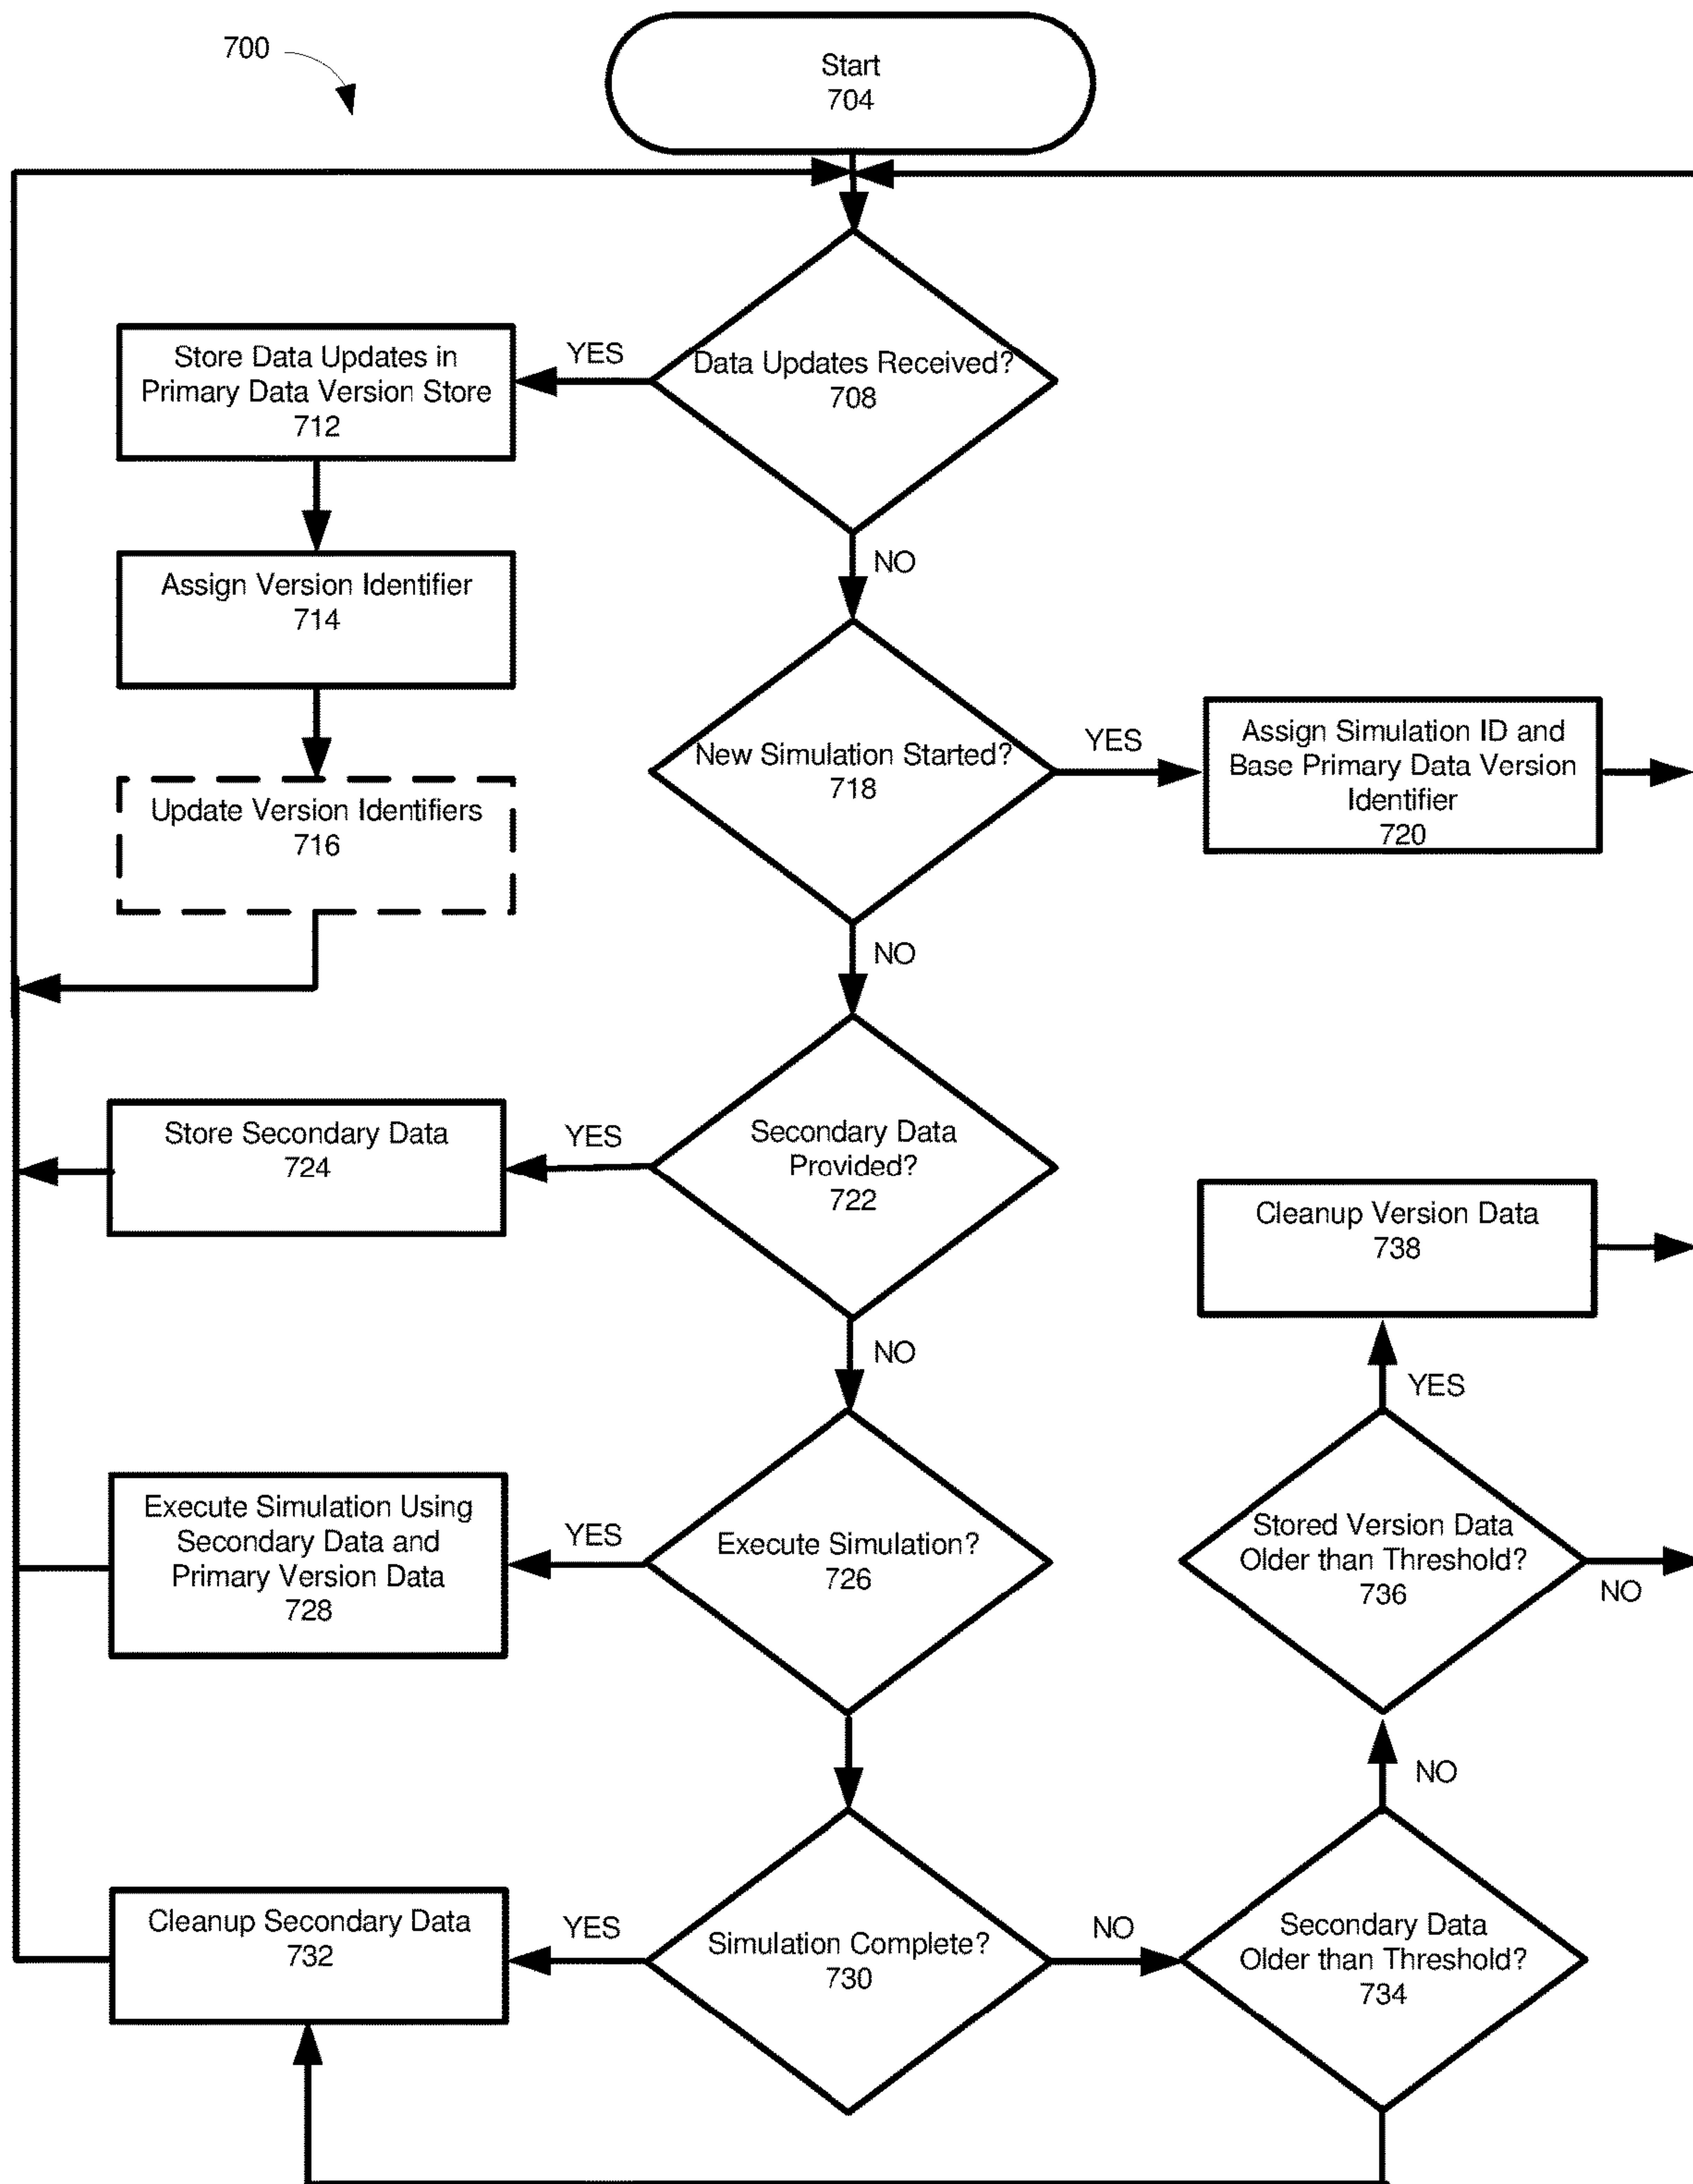 700
Start
704
Data Updates Received?
708
YES
Store Data Updates in
Primary Data Version Store
712
Assign Version Identifier
714
Update Version Identifiers
716
NO
New Simulation Started?
718
YES
Assign Simulation ID and
Base Primary Data Version
Identifier
720
NO
Secondary Data
Provided?
722
YES
Store Secondary Data
724
NO
Execute Simulation?
726
YES
Execute Simulation Using
Secondary Data and
Primary Version Data
728
Simulation Complete?
730
YES
Cleanup Secondary Data
732
NO
Secondary Data
Older than Threshold?
734
NO
Stored Version Data
Older than Threshold?
736
NO
YES
Cleanup Version Data
738